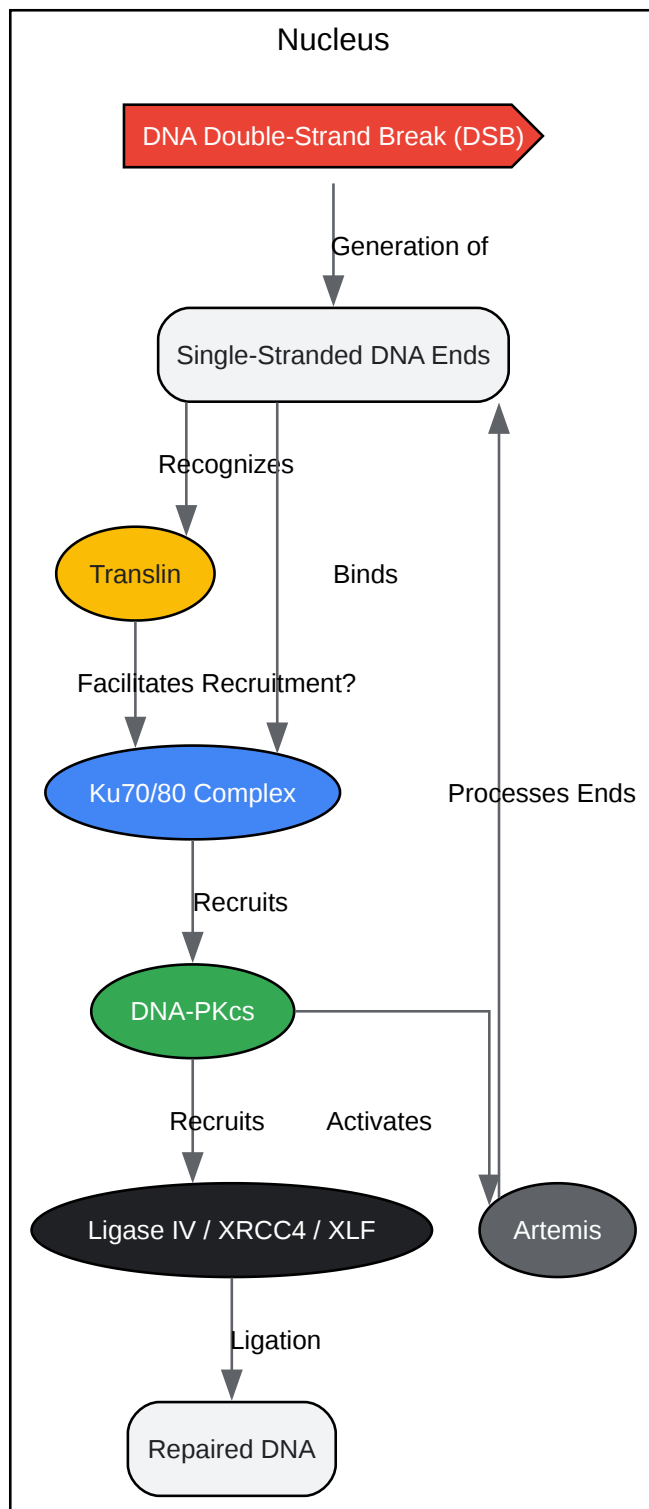 Nucleus
DNA Double-Strand Break (DSB)
Generation of
Single-Stranded DNA Ends
Recognizes
Translin
Binds
Facilitates Recruitment?
Ku70/80 Complex
Processes Ends
Recruits
DNA-PKcs
Recruits
Activates
Ligase IV / XRCC4 / XLF
Artemis
Ligation
Repaired DNA